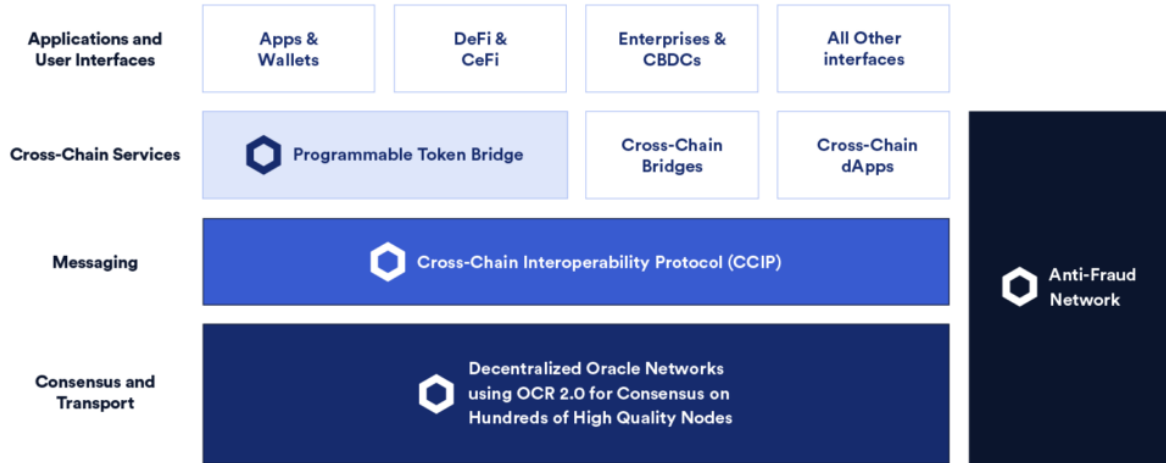 Applications and
User Interfaces
Apps &
Wallets
DeFi &
CeFi
Enterprises &
CBDCs
All Other
interfaces
Cross-Chain Services
Programmable Token Bridge
Cross-Chain
Bridges
Cross-Chain
dApps
Messaging
Cross-Chain Interoperability Protocol (CCIP)
Anti-Fraud
Network
Consensus and
Transport
Decentralized Oracle Networks
using OCR 2.0 for Consensus on
Hundreds of High Quality Nodes